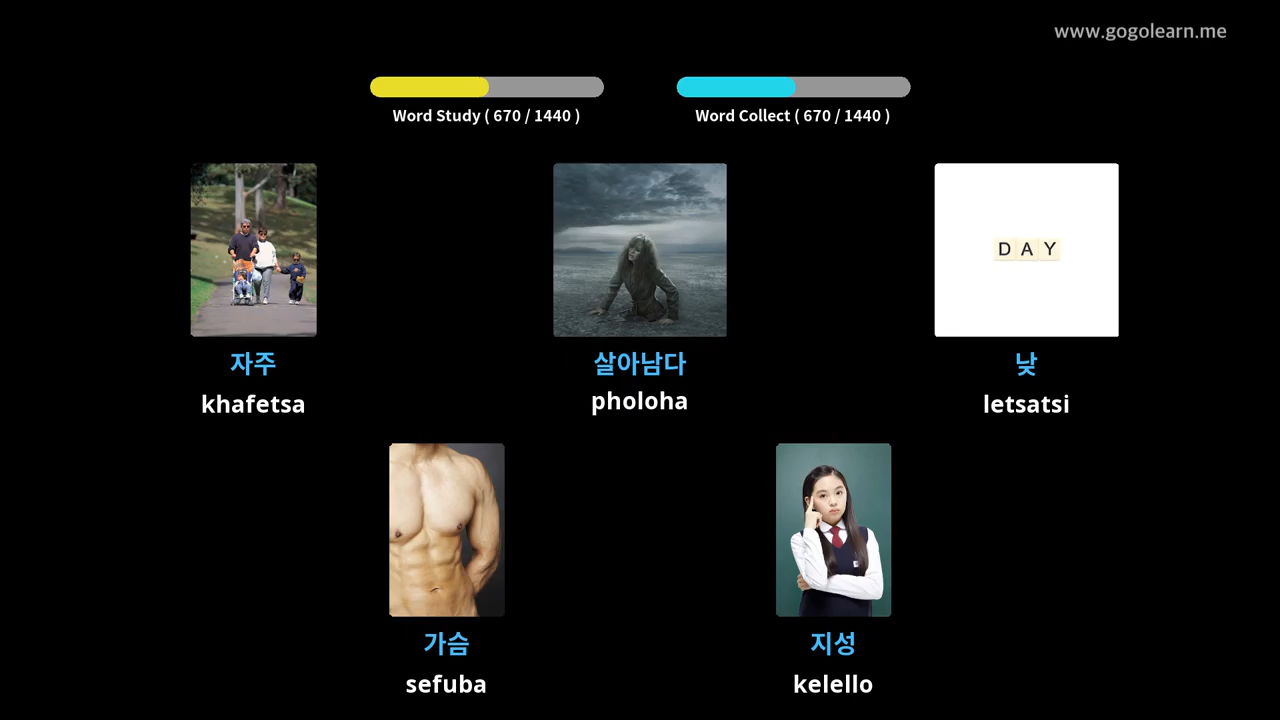 www.gogolearn.me
Word Study ( 670 / 1440 )
Word Collect ( 670 / 1440 )
DAY
자주
khafetsa
살아남다
pholoha
낮
letsatsi
가슴
sefuba
지성
kelello